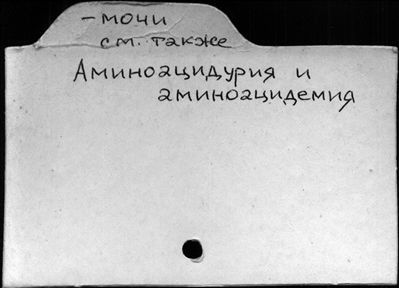 - мочи
см. также
Аминоацидурия и
аминоацидемия